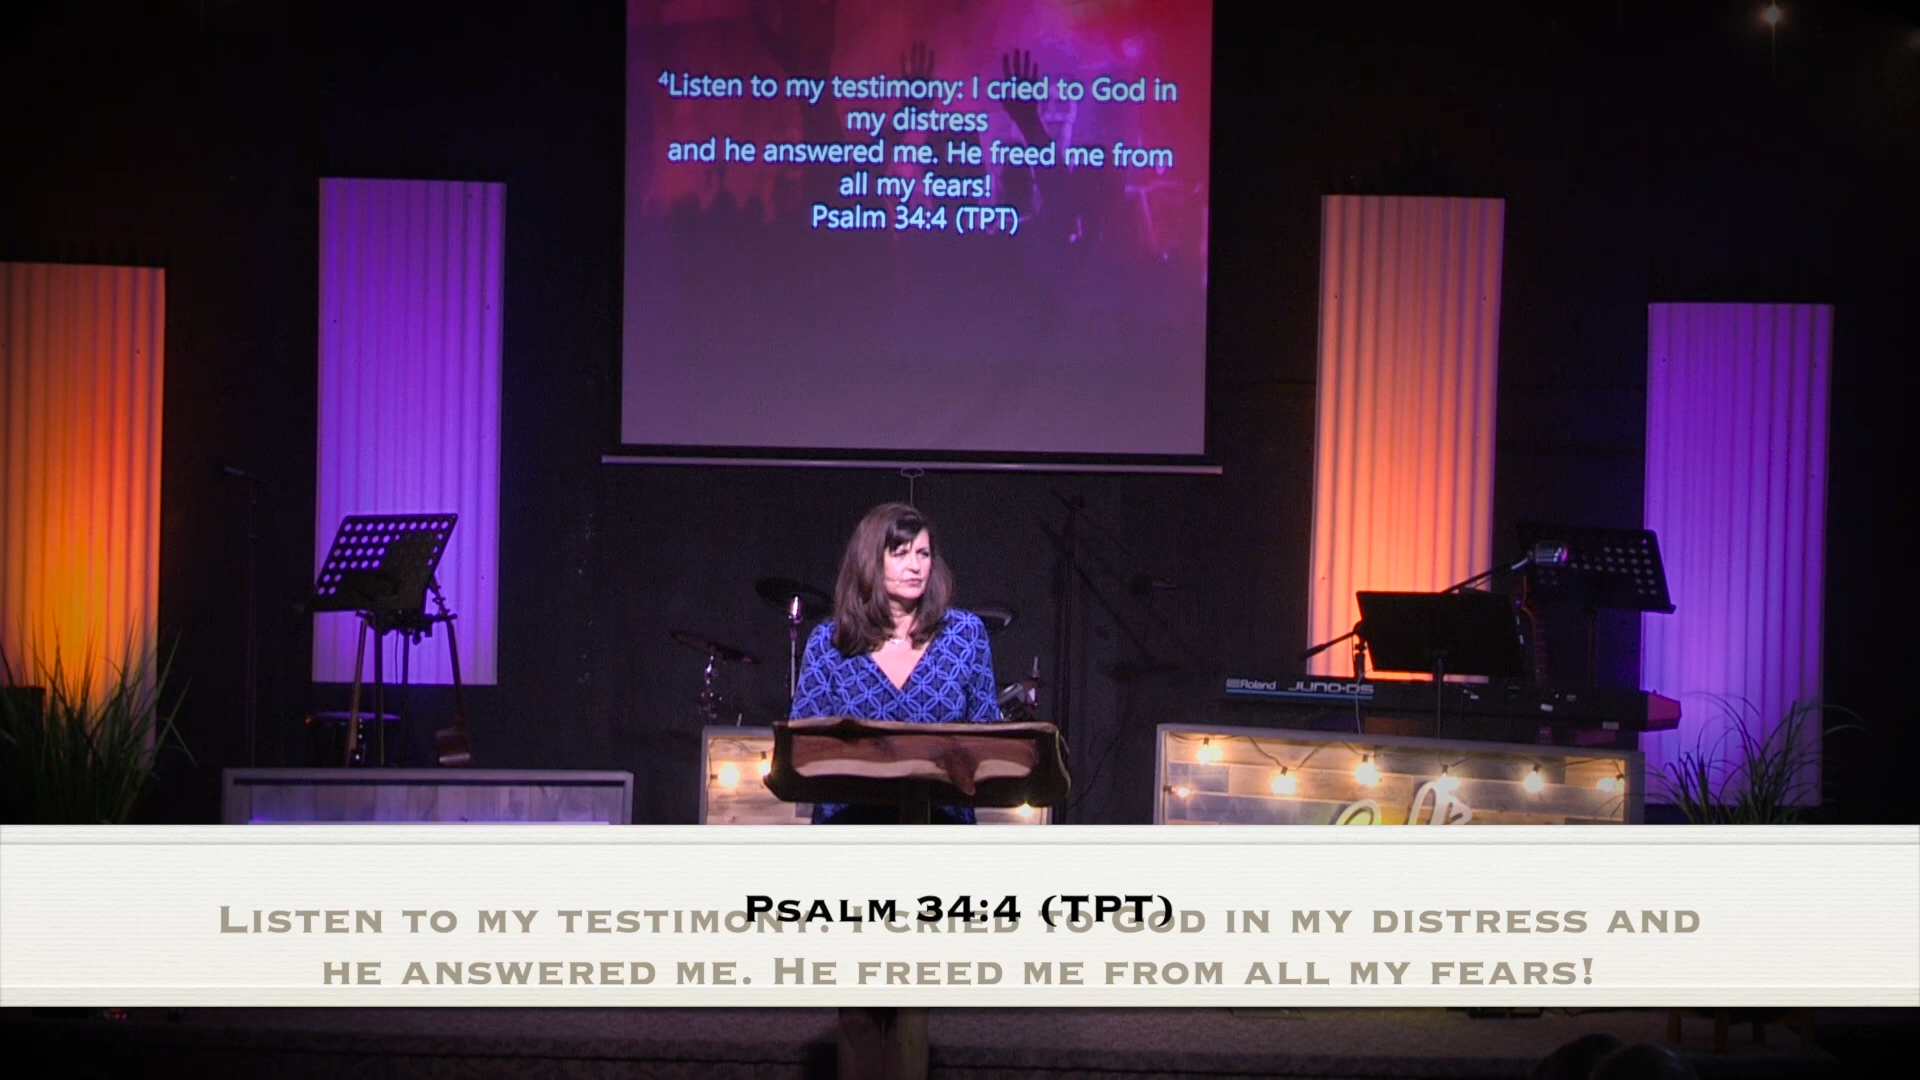 ⁴Listen to my testimony: I cried to God in
my distress
and he answered me. He freed me from
all my fears!
Psalm 34:4 (TPT)
Roland JUNO-DS
Psalm 34:4 (TPT)
Listen to my testimony: I cried to God in my distress and
he answered me. He freed me from all my fears!